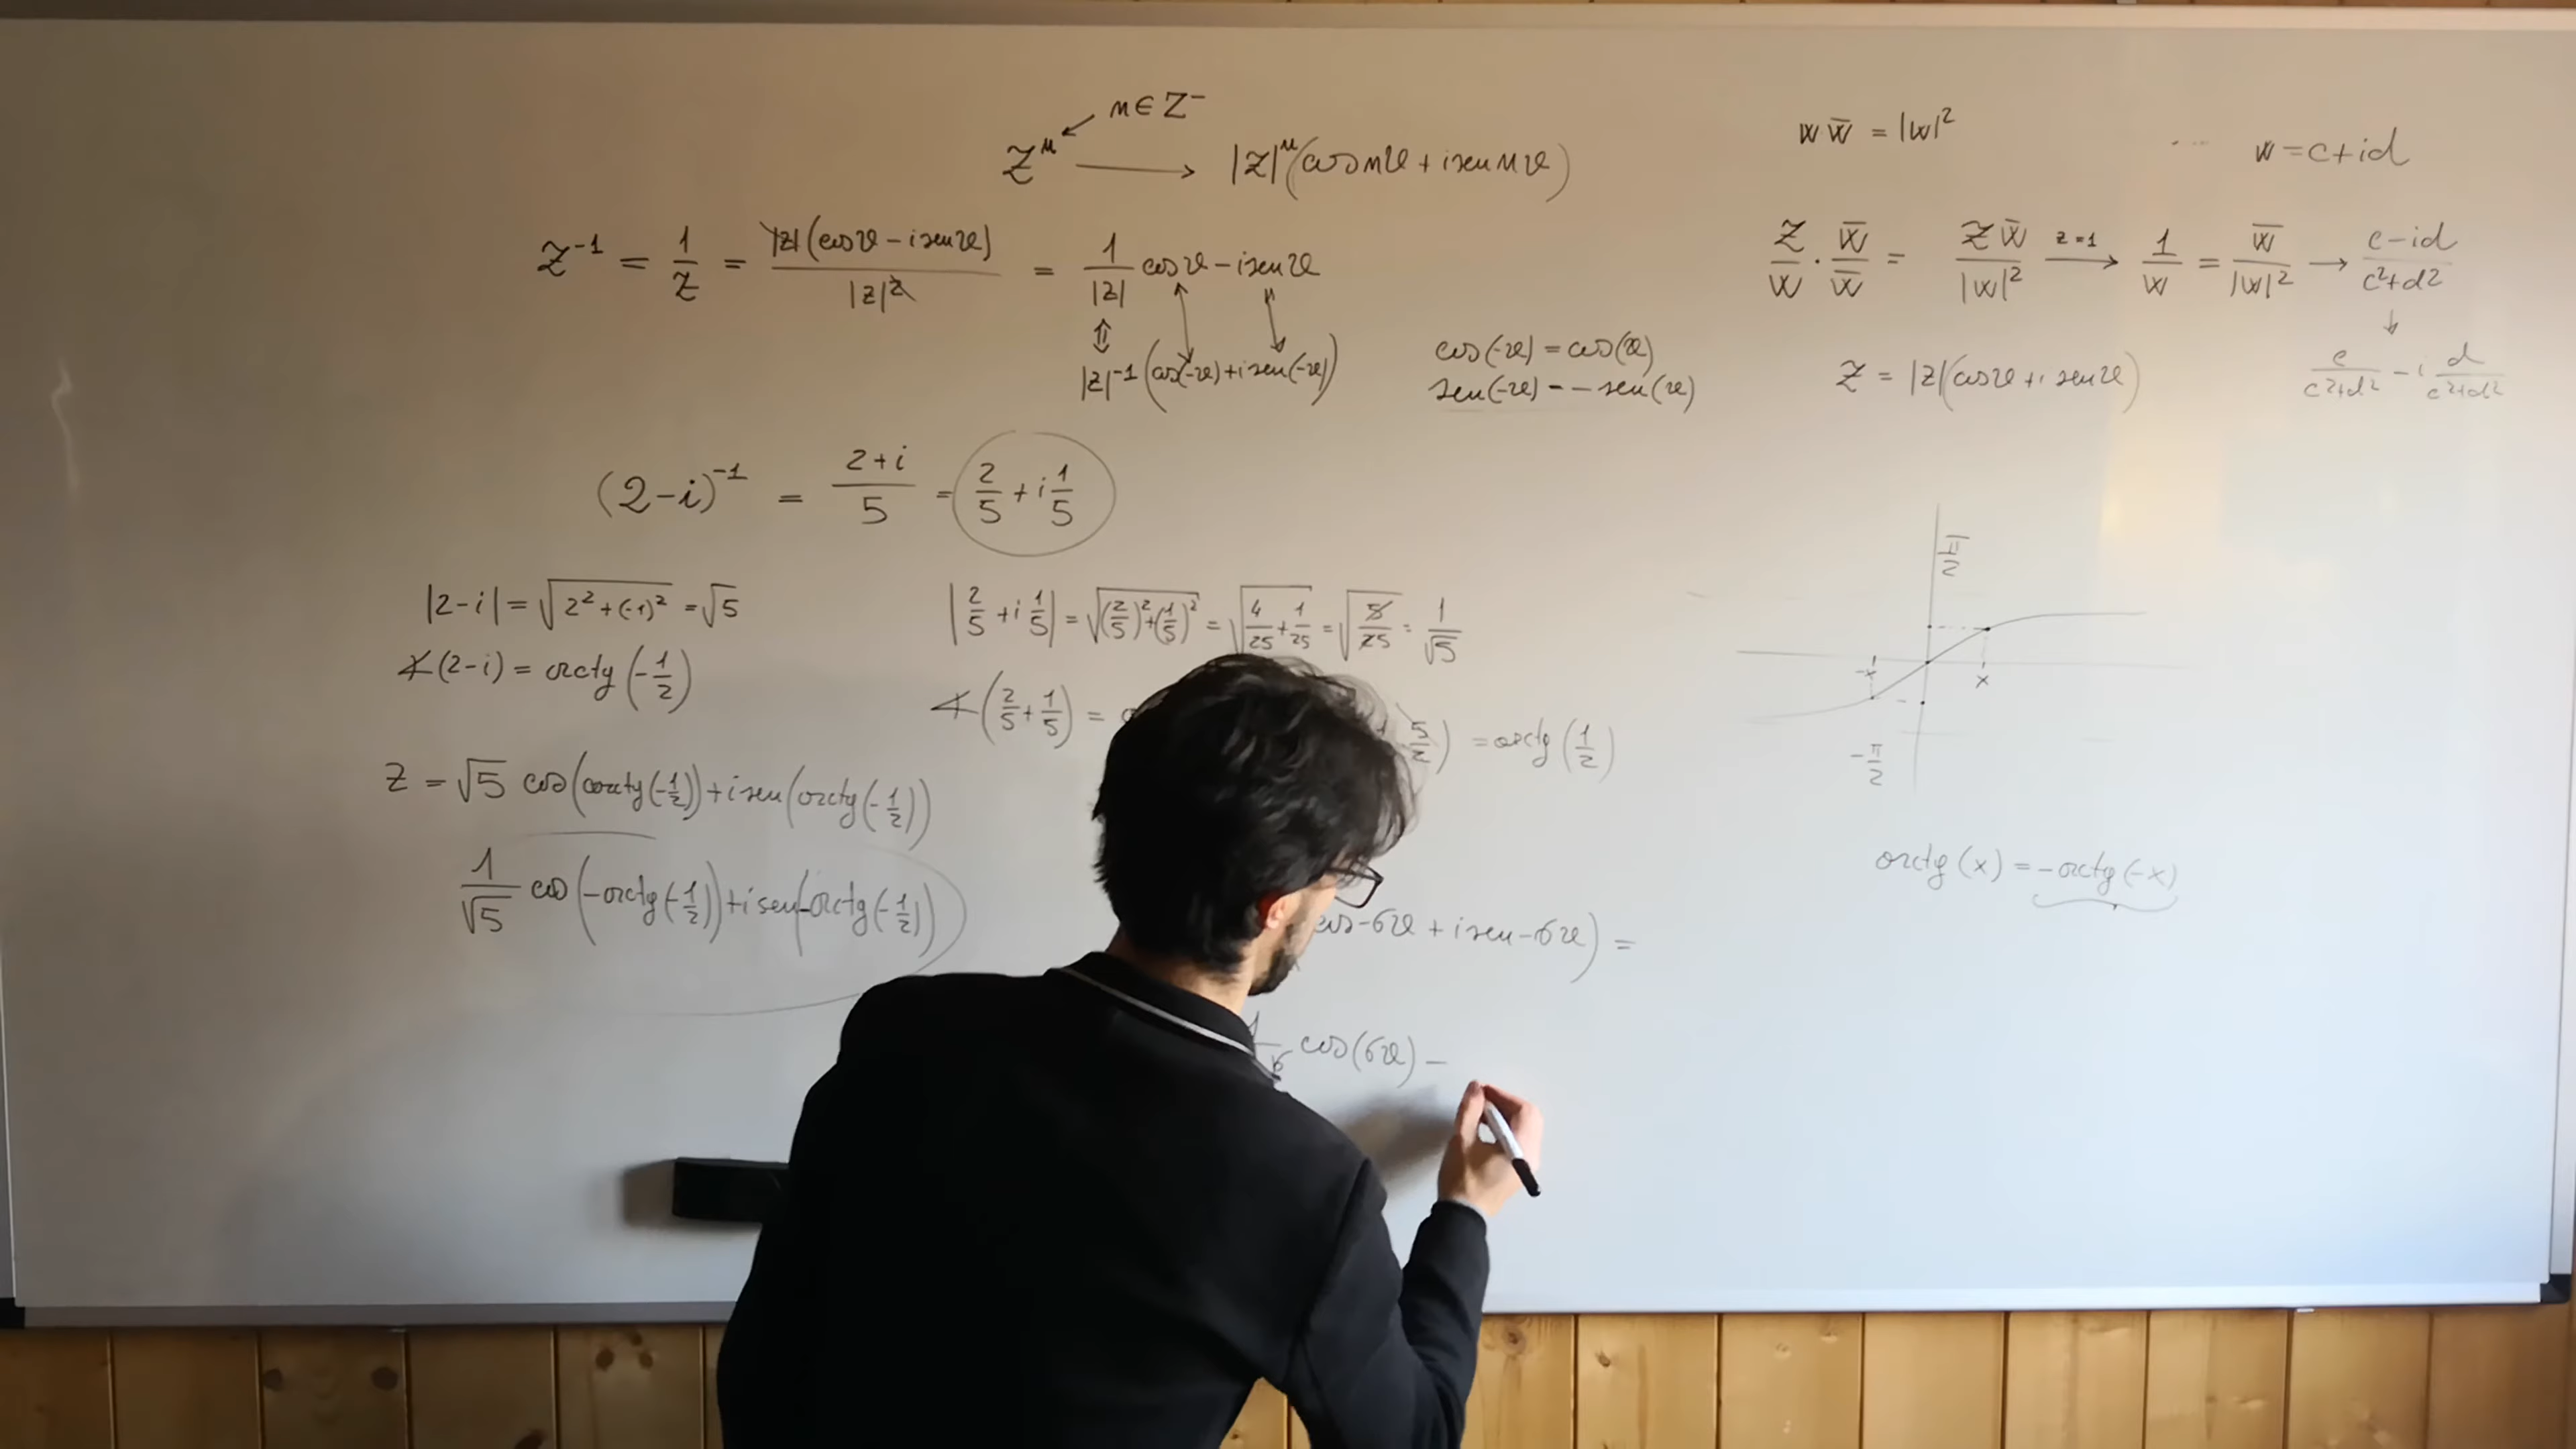 n ∈ Z⁻
Zⁿ ⟶ |Z|ⁿ(cos nϑ + i sen nϑ)
Z⁻¹ = 1/Z = |Z|(cos ϑ − i sen ϑ)/|Z|² = 1/|Z| cos ϑ − i sen ϑ
⇕
|Z|⁻¹ (cos(−ϑ) + i sen(−ϑ))
cos(−ϑ) = cos(ϑ)
sen(−ϑ) = − sen(ϑ)
w w̅ = |w|²
w = c + id
Z/w · w̅/w̅ = Z w̅/|w|² ⟶ z = 1 1/w = w̅/|w|² → c − id/c² + d²
↓
c/c² + d² − i d/c² + d²
Z = |Z|(cos ϑ + i sen ϑ)
(2 − i)⁻¹ = 2 + i/5 = 2/5 + i 1/5
|2 − i| = √(2² + (−1)²) = √5
∡(2 − i) = arctg(−1/2)
Z = √5 cos(arctg(−1/2)) + i sen(arctg(−1/2))
1/√5 cos(−arctg(−1/2)) + i sen(−arctg(−1/2))
|2/5 + i 1/5| = √((2/5)² + (1/5)²) = √(4/25 + 1/25) = √(5/25) = 1/√5
∡(2/5 + 1/5) =
5/2) = arctg(1/2)
cos −6ϑ + i sen −6ϑ) =
cos(6ϑ) −
π/2
−x
x
−π/2
arctg(x) = −arctg(−x)